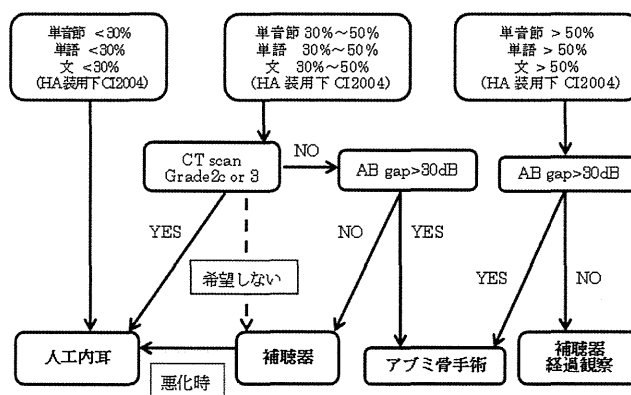 単音節 <30%
単語 <30%
文 <30%
(HA 装用下 CI2004)
単音節 30%～50%
単語 30%～50%
文 30%～50%
(HA 装用下 CI2004)
単音節 > 50%
単語 > 50%
文 > 50%
(HA 装用下 CI2004)
CT scan
Grade2c or 3
NO
AB gap>30dB
AB gap>30dB
YES
NO
YES
YES
NO
希望しない
人工内耳
補聴器
アブミ骨手術
補聴器
経過観察
悪化時